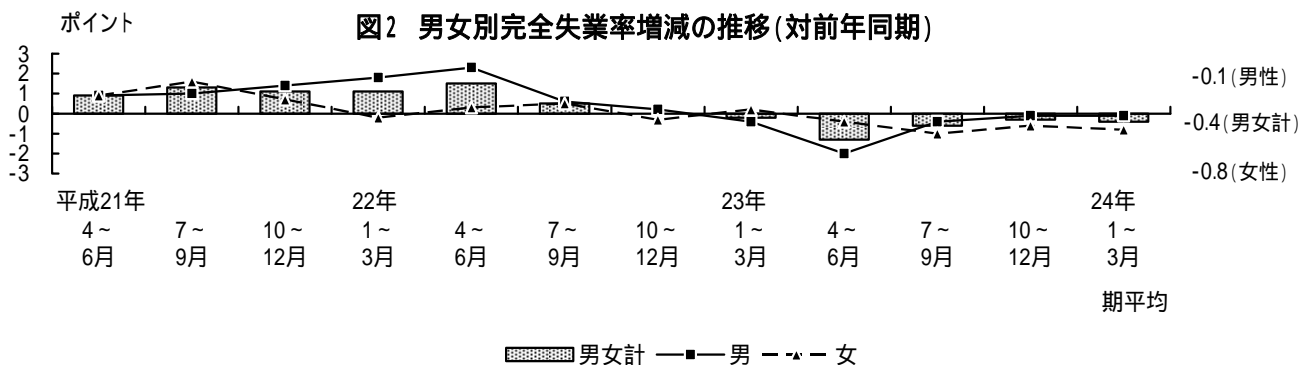 ポイント
図2 男女別完全失業率増減の推移(対前年同期)
3
2
1
0
-1
-2
-3
-0.1(男性)
-0.4(男女計)
-0.8(女性)
平成21年 22年 23年 24年
4～ 7～ 10～ 1～ 4～ 7～ 10～ 1～ 4～ 7～ 10～ 1～
6月 9月 12月 3月 6月 9月 12月 3月 6月 9月 12月 3月
期平均
男女計 男 女